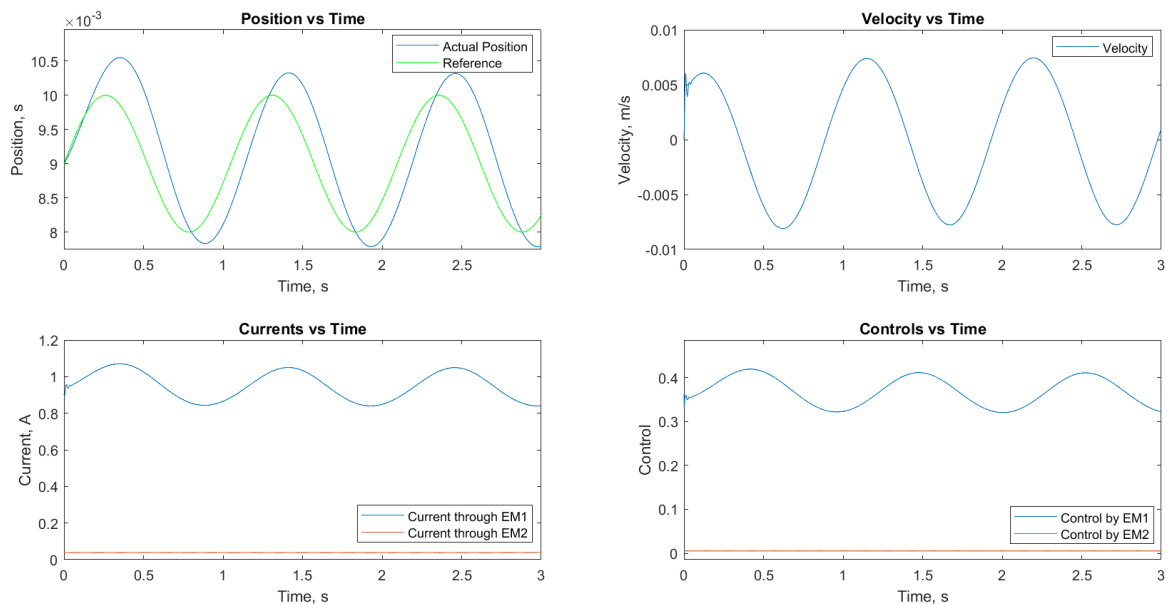 Position vs Time
×10⁻³
10.5
10
9.5
9
8.5
8
0
0.5
1
1.5
2
2.5
3
Position, s
Time, s
Actual Position
Reference
Velocity vs Time
0.01
0.005
0
-0.005
-0.01
0
0.5
1
1.5
2
2.5
3
Velocity, m/s
Time, s
Velocity
Currents vs Time
1.2
1
0.8
0.6
0.4
0.2
0
0
0.5
1
1.5
2
2.5
3
Current, A
Time, s
Current through EM1
Current through EM2
Controls vs Time
0.4
0.3
0.2
0.1
0
0
0.5
1
1.5
2
2.5
3
Control
Time, s
Control by EM1
Control by EM2